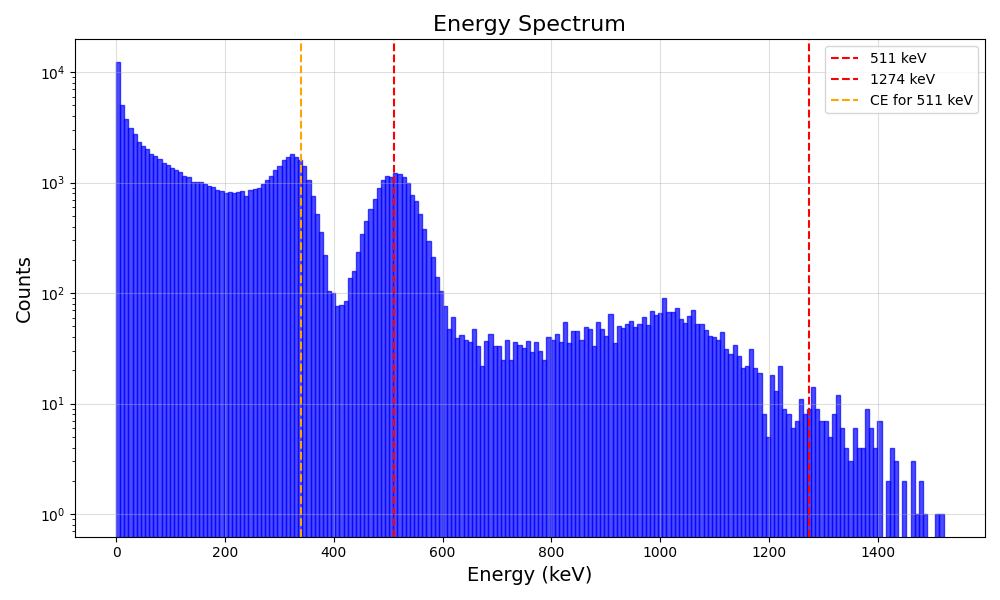 Energy Spectrum
511 keV
1274 keV
CE for 511 keV
Counts
10⁴
10³
10²
10¹
10⁰
0 200 400 600 800 1000 1200 1400
Energy (keV)